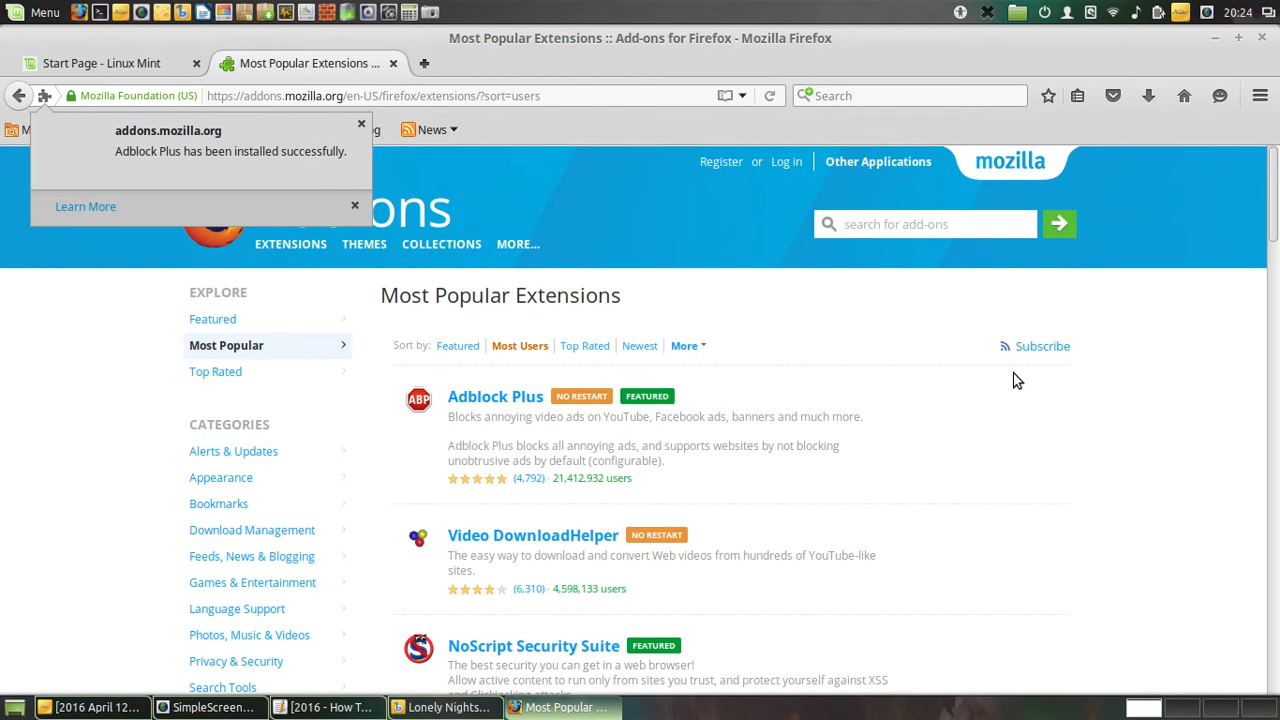 Menu
20:24
Most Popular Extensions :: Add-ons for Firefox - Mozilla Firefox
Start Page - Linux Mint
Most Popular Extensions ...
Mozilla Foundation (US)
https://addons.mozilla.org/en-US/firefox/extensions/?sort=users
Search
News
addons.mozilla.org
Adblock Plus has been installed successfully.
Learn More
Register or Log in
Other Applications
mozilla
ons
search for add-ons
EXTENSIONS THEMES COLLECTIONS MORE...
EXPLORE
Featured
Most Popular
Top Rated
CATEGORIES
Alerts & Updates
Appearance
Bookmarks
Download Management
Feeds, News & Blogging
Games & Entertainment
Language Support
Photos, Music & Videos
Privacy & Security
Search Tools
Most Popular Extensions
Sort by: Featured Most Users Top Rated Newest More
Subscribe
ABP
Adblock Plus NO RESTART FEATURED
Blocks annoying video ads on YouTube, Facebook ads, banners and much more.
Adblock Plus blocks all annoying ads, and supports websites by not blocking
unobtrusive ads by default (configurable).
(4,792) · 21,412,932 users
Video DownloadHelper NO RESTART
The easy way to download and convert Web videos from hundreds of YouTube-like
sites.
(6,310) · 4,598,133 users
NoScript Security Suite FEATURED
The best security you can get in a web browser!
Allow active content to run only from sites you trust, and protect yourself against XSS
and Clickjacking attacks
[2016 April 12...
SimpleScreen...
[2016 - How T...
Lonely Nights...
Most Popular ...